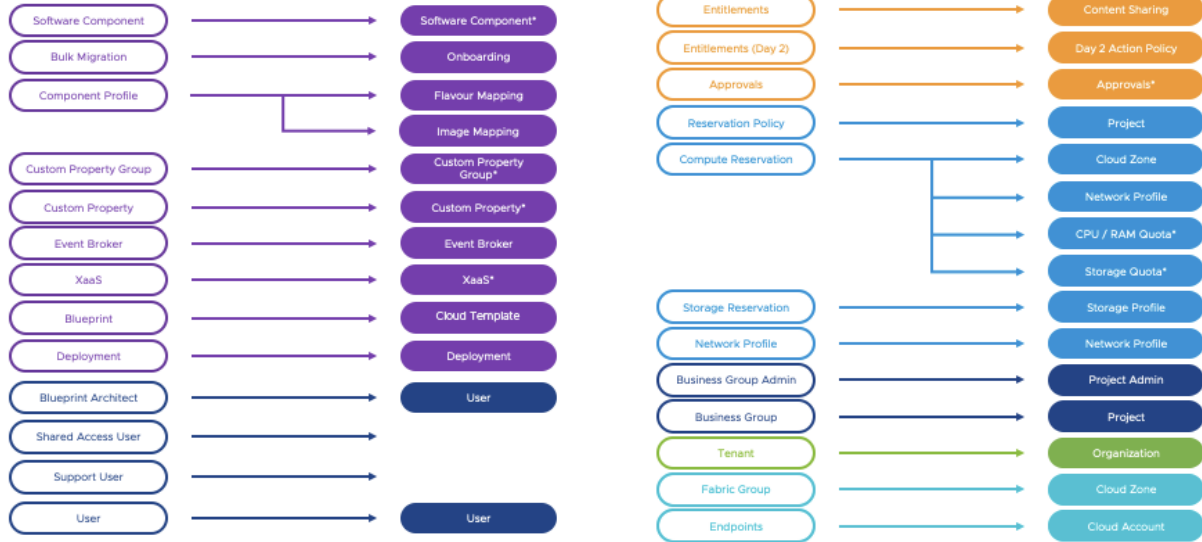 Software Component
Software Component*
Bulk Migration
Onboarding
Component Profile
Flavour Mapping
Image Mapping
Custom Property Group
Custom Property
Group*
Custom Property
Custom Property*
Event Broker
Event Broker
XaaS
XaaS*
Blueprint
Cloud Template
Deployment
Deployment
Blueprint Architect
User
Shared Access User
Support User
User
User
Entitlements
Content Sharing
Entitlements (Day 2)
Day 2 Action Policy
Approvals
Approvals*
Reservation Policy
Project
Compute Reservation
Cloud Zone
Network Profile
CPU / RAM Quota*
Storage Quota*
Storage Reservation
Storage Profile
Network Profile
Network Profile
Business Group Admin
Project Admin
Business Group
Project
Tenant
Organization
Fabric Group
Cloud Zone
Endpoints
Cloud Account